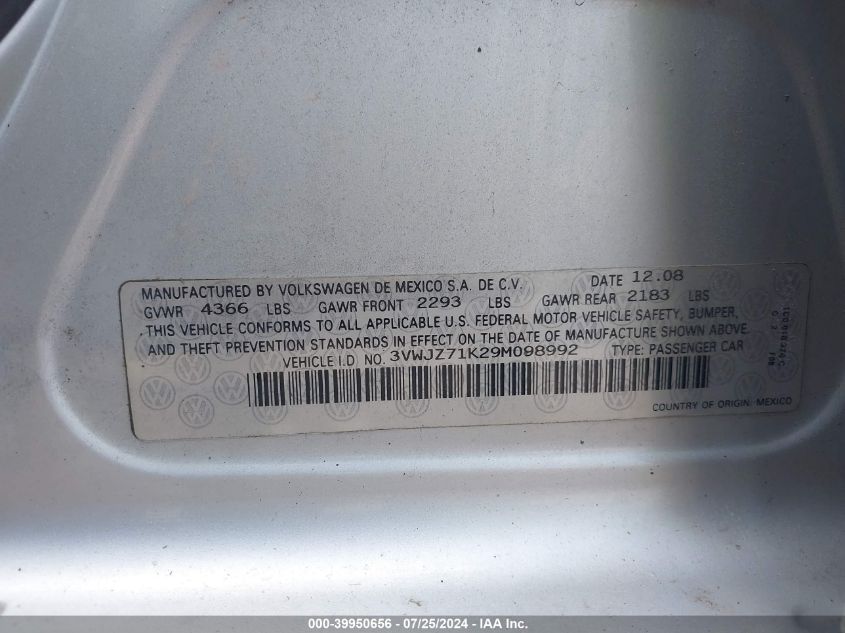 MANUFACTURED BY VOLKSWAGEN DE MEXICO S.A. DE C.V. DATE 12.08
GVWR 4366 LBS GAWR FRONT 2293 LBS GAWR REAR 2183 LBS
THIS VEHICLE CONFORMS TO ALL APPLICABLE U.S. FEDERAL MOTOR VEHICLE SAFETY, BUMPER,
AND THEFT PREVENTION STANDARDS IN EFFECT ON THE DATE OF MANUFACTURE SHOWN ABOVE.
VEHICLE I.D. NO. 3VWJZ71K29M098992 TYPE: PASSENGER CAR
COUNTRY OF ORIGIN: MEXICO
000-39950656 - 07/25/2024 - IAA Inc.